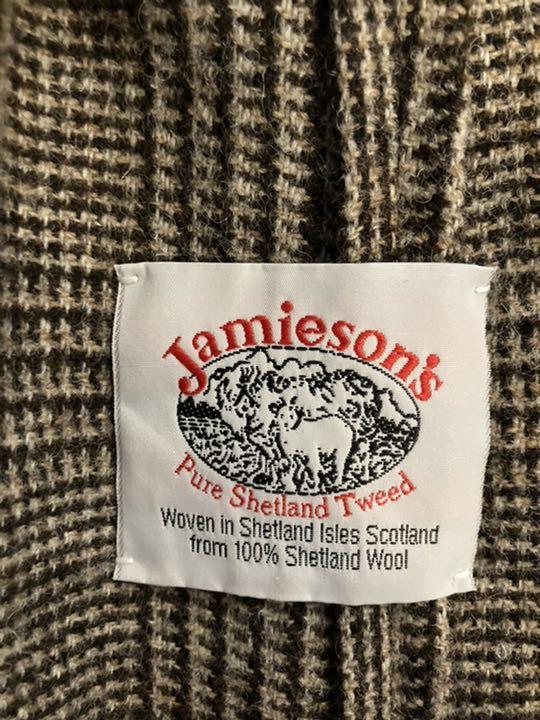 Jamieson's
Pure Shetland Tweed
Woven in Shetland Isles Scotland
from 100% Shetland Wool